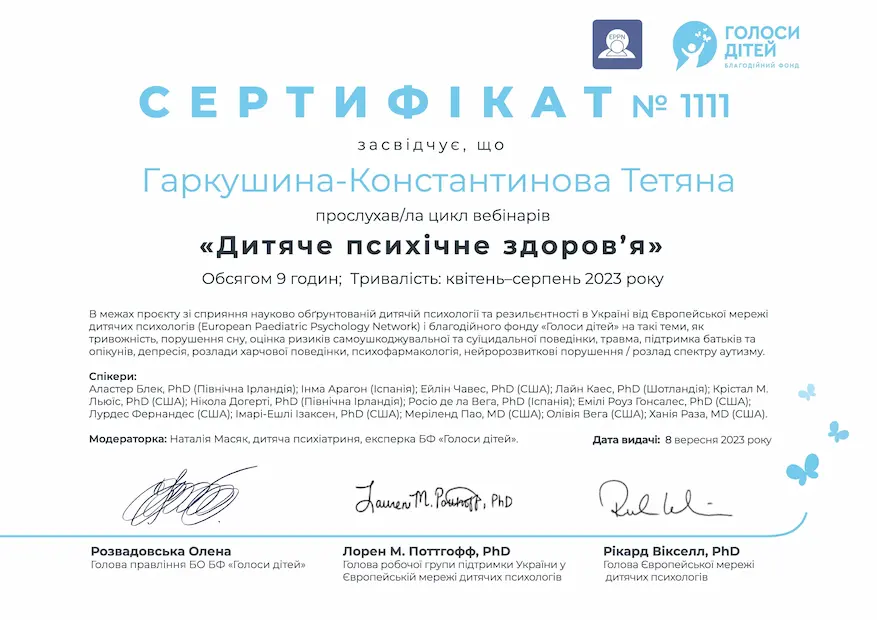 EPPN
ГОЛОСИ
ДІТЕЙ
БЛАГОДІЙНИЙ ФОНД
СЕРТИФІКАТ № 1111
засвідчує, що
Гаркушина-Константинова Тетяна
прослухав/ла цикл вебінарів
«Дитяче психічне здоров’я»
Обсягом 9 годин; Тривалість: квітень–серпень 2023 року
В межах проєкту зі сприяння науково обґрунтованій дитячій психології та резильєнтності в Україні від Європейської мережі
дитячих психологів (European Paediatric Psychology Network) і благодійного фонду «Голоси дітей» на такі теми, як
тривожність, порушення сну, оцінка ризиків самоушкоджувальної та суїцидальної поведінки, травма, підтримка батьків та
опікунів, депресія, розлади харчової поведінки, психофармакологія, нейророзвиткові порушення / розлад спектру аутизму.
Спікери:
Аластер Блек, PhD (Північна Ірландія); Інма Арагон (Іспанія); Ейлін Чавес, PhD (США); Лайн Каес, PhD (Шотландія); Крістал М.
Льюїс, PhD (США); Нікола Догерті, PhD (Північна Ірландія); Росіо де ла Вега, PhD (Іспанія); Емілі Роуз Гонсалес, PhD (США);
Лурдес Фернандес (США); Імарі-Ешлі Ізаксен, PhD (США); Меріленд Пао, MD (США); Олівія Вега (США); Ханія Раза, MD (США).
Модераторка: Наталія Масяк, дитяча психіатриня, експерка БФ «Голоси дітей».
Дата видачі: 8 вересня 2023 року
Lauren M. Potthoff, PhD
Розвадовська Олена
Голова правління БО БФ «Голоси дітей»
Лорен М. Поттгофф, PhD
Голова робочої групи підтримки України у
Європейській мережі дитячих психологів
Рікард Вікселл, PhD
Голова Європейської мережі
дитячих психологів